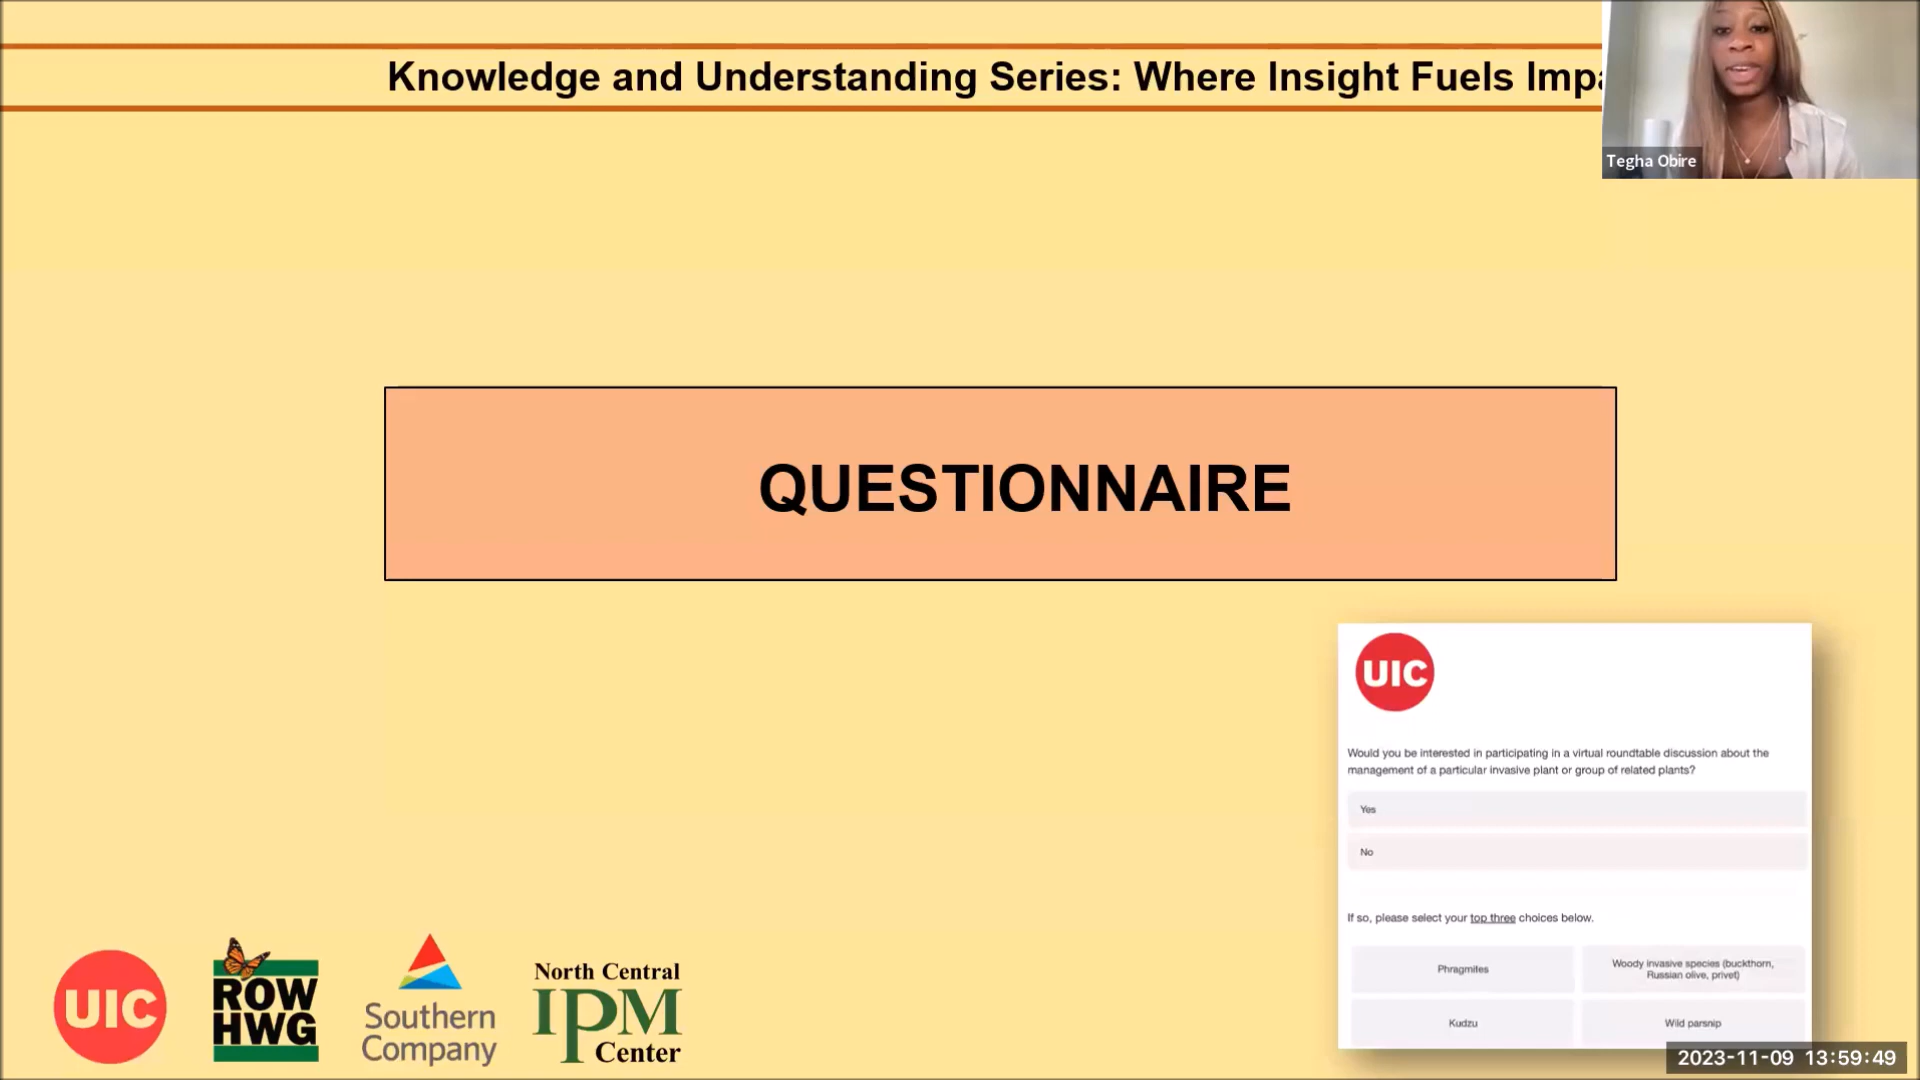 Knowledge and Understanding Series: Where Insight Fuels Imp
Tegha Obire
QUESTIONNAIRE
UIC
Would you be interested in participating in a virtual roundtable discussion about the
management of a particular invasive plant or group of related plants?
Yes
No
If so, please select your top three choices below.
Phragmites
Woody invasive species (buckthorn,
Russian olive, privet)
Kudzu
Wild parsnip
UIC
ROW
HWG
Southern
Company
North Central
IPM
Center
2023-11-09 13:59:49